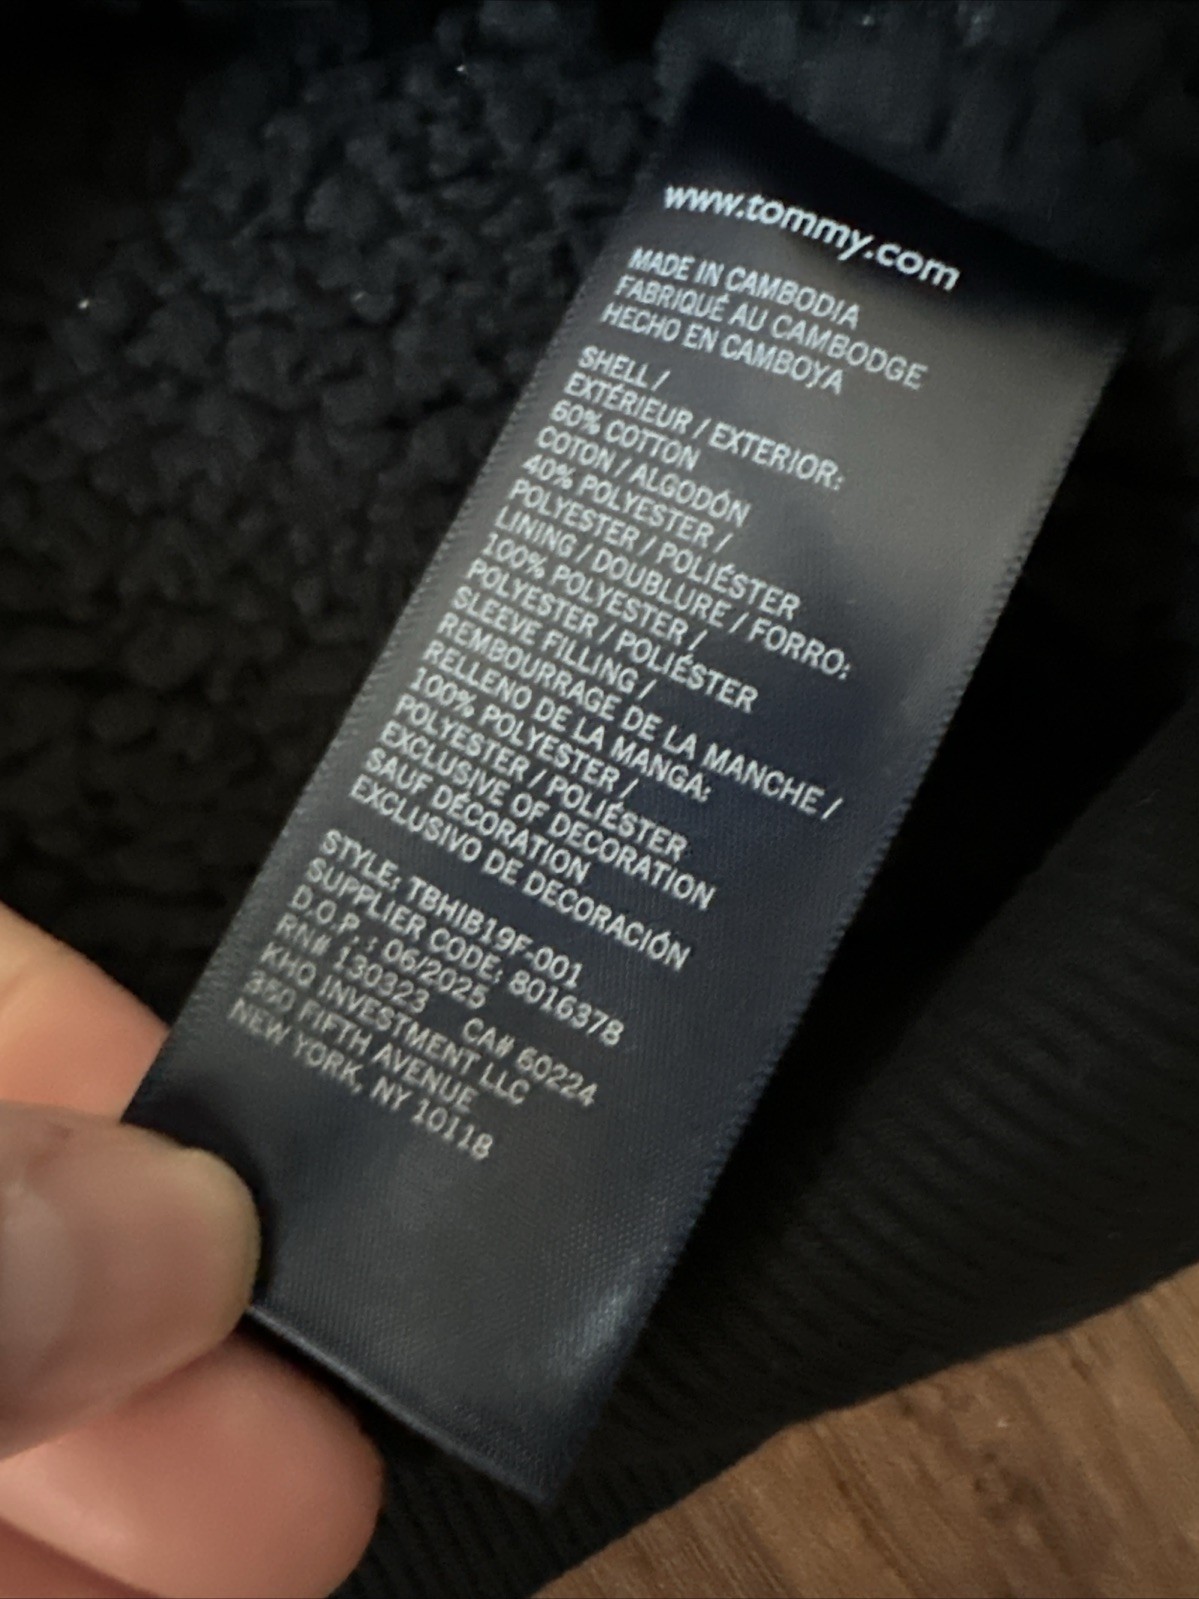 www.tommy.com
MADE IN CAMBODIA
FABRIQUÉ AU CAMBODGE
HECHO EN CAMBOYA
SHELL /
EXTÉRIEUR / EXTERIOR:
60% COTTON
COTON / ALGODÓN
40% POLYESTER /
POLYESTER / POLIÉSTER
LINING / DOUBLURE / FORRO:
100% POLYESTER /
POLYESTER / POLIÉSTER
SLEEVE FILLING /
REMBOURRAGE DE LA MANCHE /
RELLENO DE LA MANGA:
100% POLYESTER /
POLYESTER / POLIÉSTER
EXCLUSIVE OF DECORATION
SAUF DÉCORATION
EXCLUSIVO DE DECORACIÓN
STYLE: TBHIB19F-001
SUPPLIER CODE: 8016378
D.O.P. : 06/2025
RN# 130323 CA# 60224
KHQ INVESTMENT LLC
350 FIFTH AVENUE
NEW YORK, NY 10118